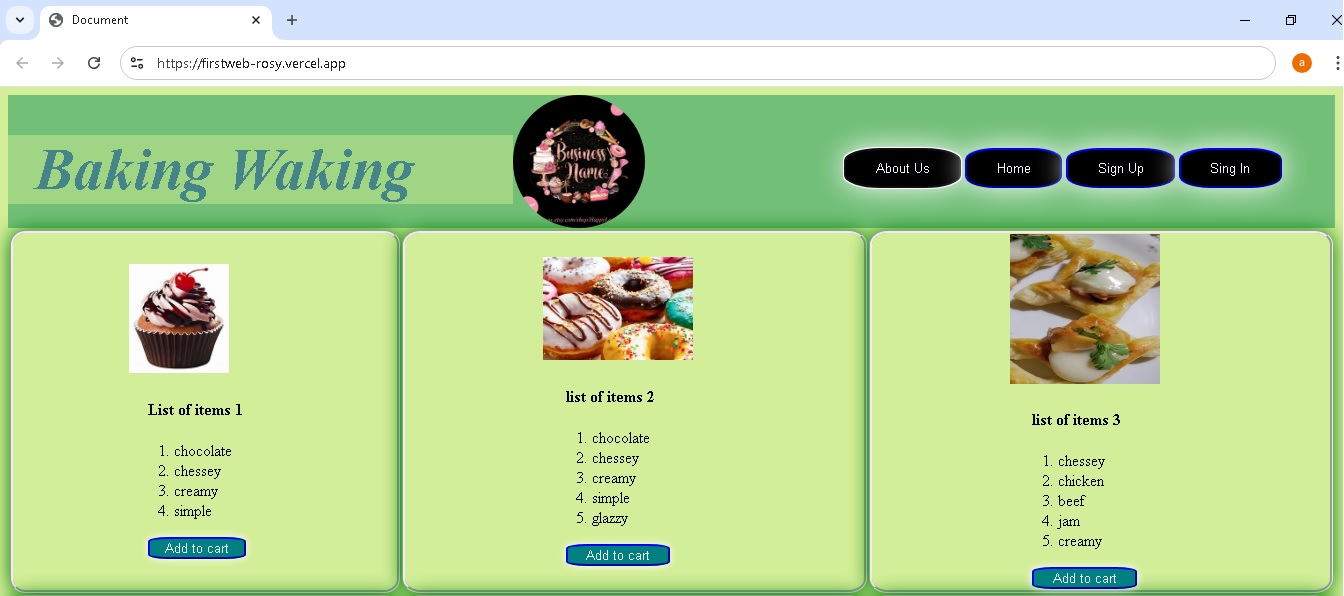 Document
https://firstweb-rosy.vercel.app
a
Baking Waking
Business
Name
About Us
Home
Sign Up
Sing In
List of items 1
1. chocolate
2. chessey
3. creamy
4. simple
Add to cart
list of items 2
1. chocolate
2. chessey
3. creamy
4. simple
5. glazzy
Add to cart
list of items 3
1. chessey
2. chicken
3. beef
4. jam
5. creamy
Add to cart